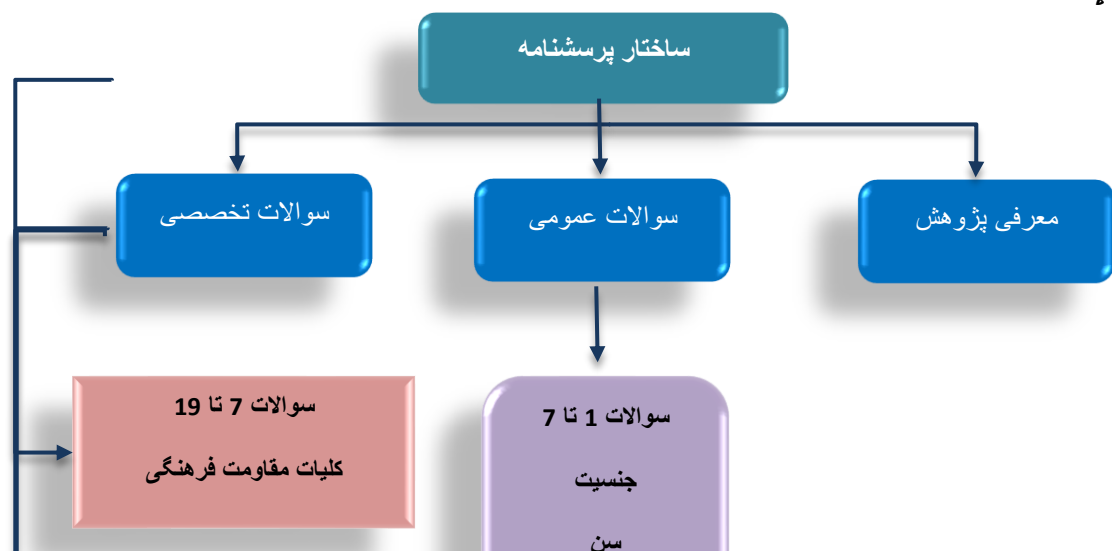 ساختار پرسشنامه
معرفی پژوهش
سوالات عمومی
سوالات تخصصی
سوالات 1 تا 7
جنسیت
سن
سوالات 7 تا 19
کلیات مقاومت فرهنگی